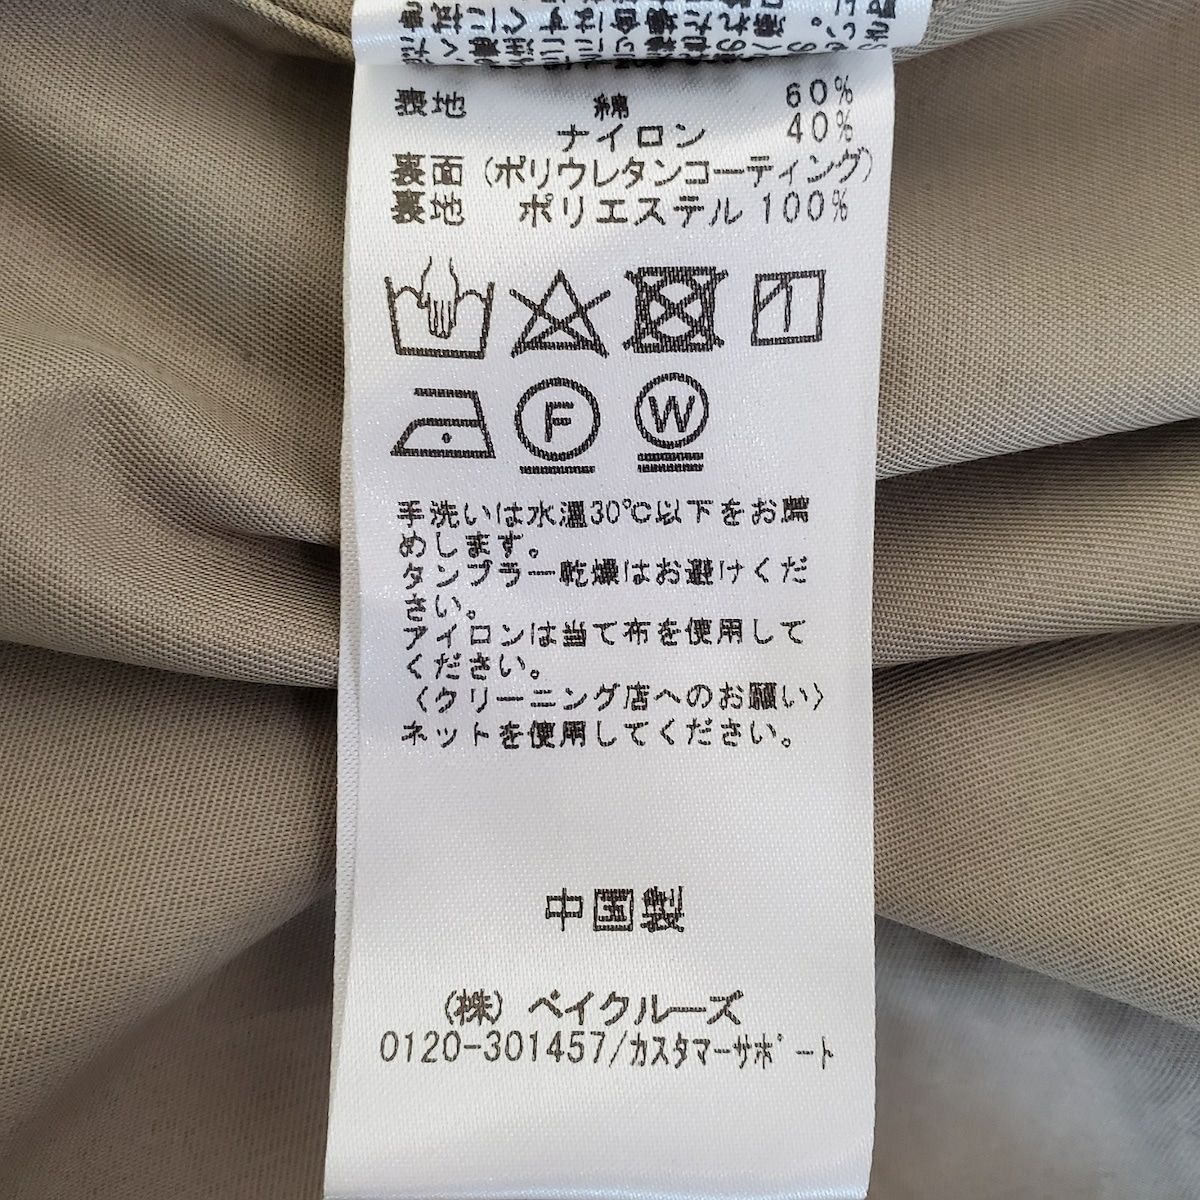 表地 綿 60%
ナイロン 40%
裏面(ポリウレタンコーティング)
裏地 ポリエステル 100%
F W
手洗いは水温30℃以下をお薦
めします。
タンブラー乾燥はお避けくだ
さい。
アイロンは当て布を使用して
ください。
〈クリーニング店へのお願い〉
ネットを使用してください。
中国製
(株)ベイクルーズ
0120-301457/カスタマーサポート